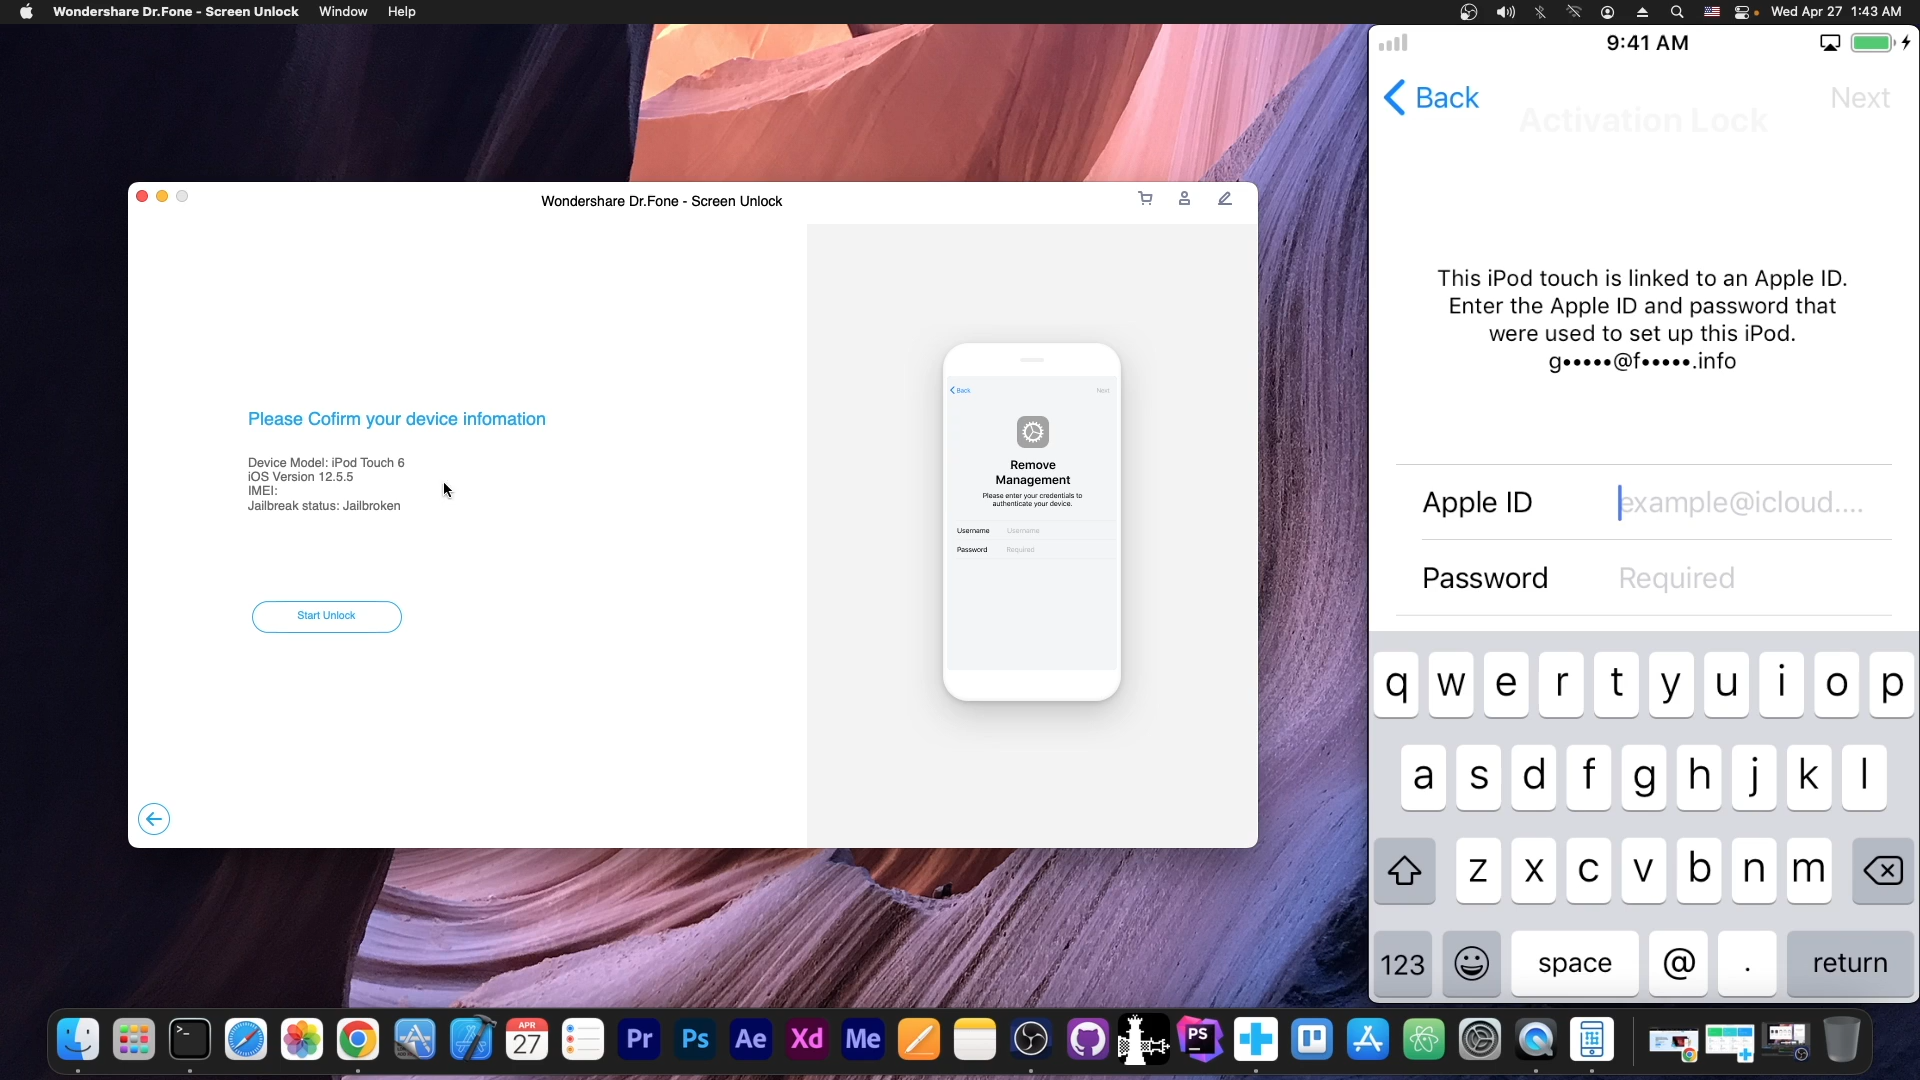 Wondershare Dr.Fone - Screen Unlock Window Help
Wed Apr 27 1:43 AM
Wondershare Dr.Fone - Screen Unlock
Please Cofirm your device infomation
Device Model: iPod Touch 6
iOS Version 12.5.5
IMEI:
Jailbreak status: Jailbroken
Start Unlock
Back Next
Remove
Management
Please enter your credentials to
authenticate your device.
Username Username
Password Required
9:41 AM
Back Next
Activation Lock
This iPod touch is linked to an Apple ID.
Enter the Apple ID and password that
were used to set up this iPod.
g•••••@f•••••.info
Apple ID example@icloud....
Password Required
q w e r t y u i o p
a s d f g h j k l
z x c v b n m
123 space @ . return
>_ APR 27 Pr Ps Ae Xd Me PS